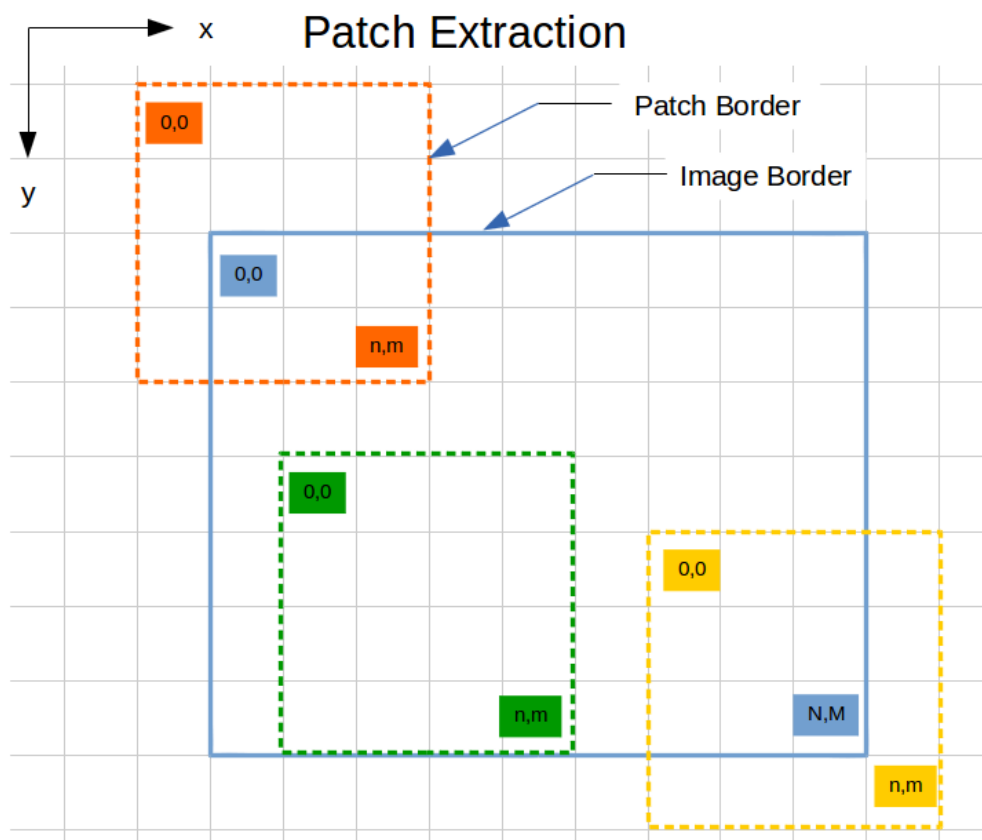 x
Patch Extraction
Patch Border
0,0
Image Border
y
0,0
n,m
0,0
0,0
n,m
N,M
n,m